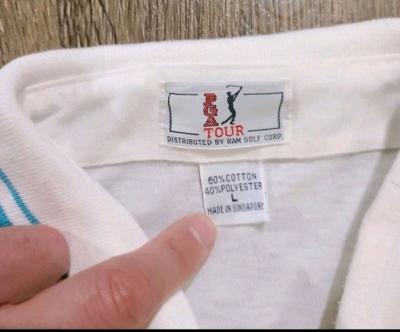 PGA
TOUR
DISTRIBUTED BY RAM GOLF CORP.
60% COTTON
40% POLYESTER
L
MADE IN SINGAPORE